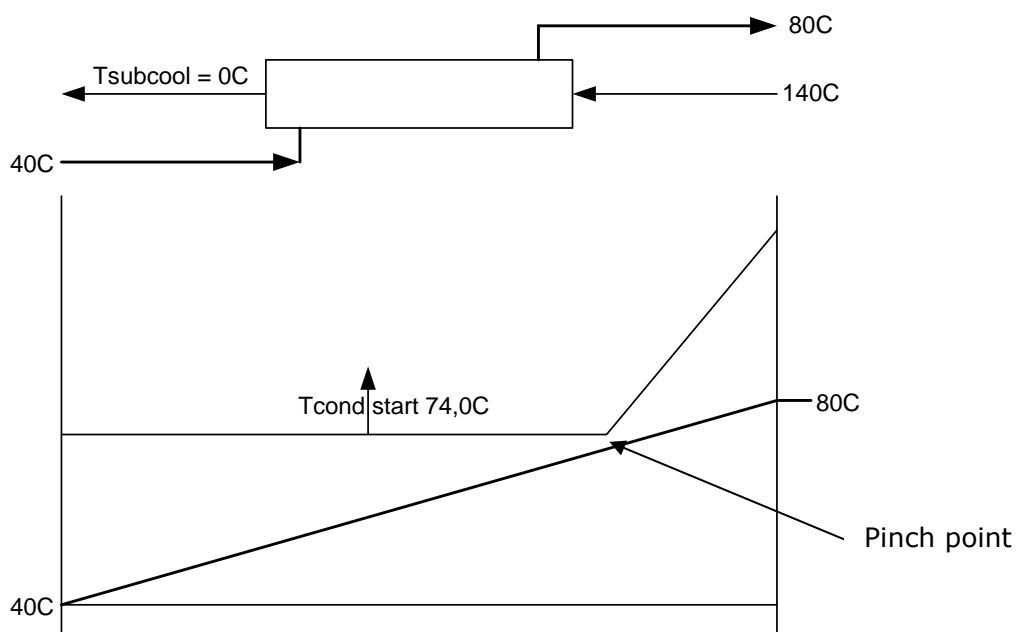 80C
Tsubcool = 0C
140C
40C
Tcond start 74,0C
80C
Pinch point
40C